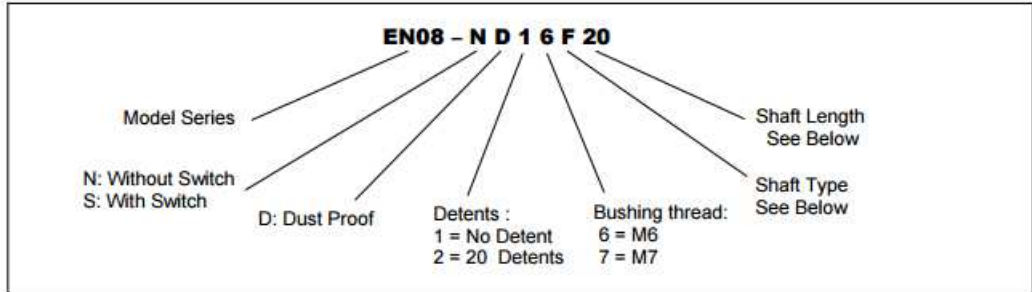 EN08 – N D 1 6 F 20
Model Series
Shaft Length
See Below
N: Without Switch
S: With Switch
D: Dust Proof
Detents :
1 = No Detent
2 = 20 Detents
Bushing thread:
6 = M6
7 = M7
Shaft Type
See Below